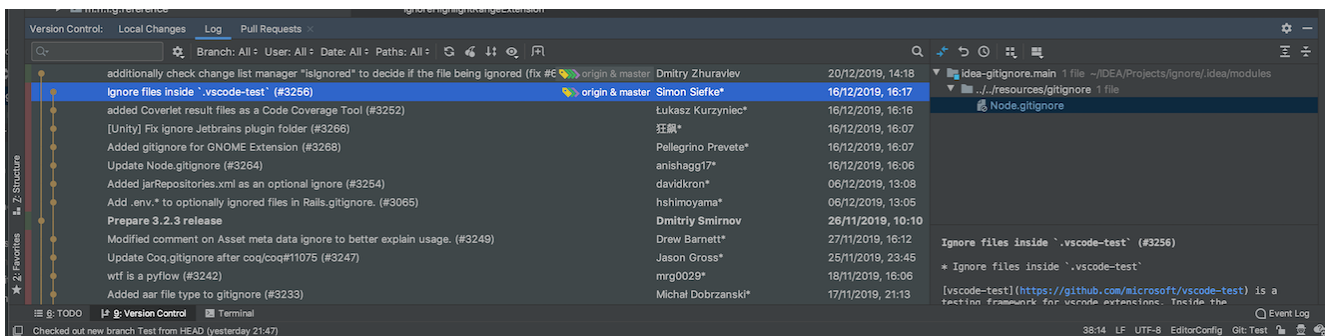 m.n.i.g.reference IgnoreHighlightRangeExtension
Version Control: Local Changes Log Pull Requests
Branch: All User: All Date: All Paths: All
additionally check change list manager "isIgnored" to decide if the file being ignored (fix #6 origin & master Dmitry Zhuravlev 20/12/2019, 14:18
Ignore files inside `.vscode-test` (#3256) origin & master Simon Siefke* 16/12/2019, 16:17
added Coverlet result files as a Code Coverage Tool (#3252) Łukasz Kurzyniec* 16/12/2019, 16:16
[Unity] Fix ignore Jetbrains plugin folder (#3266) 狂飙* 16/12/2019, 16:07
Added gitignore for GNOME Extension (#3268) Pellegrino Prevete* 16/12/2019, 16:07
Update Node.gitignore (#3264) anishagg17* 16/12/2019, 16:06
Added jarRepositories.xml as an optional ignore (#3254) davidkron* 06/12/2019, 13:08
Add .env.* to optionally ignored files in Rails.gitignore. (#3065) hshimoyama* 06/12/2019, 13:05
Prepare 3.2.3 release Dmitriy Smirnov 26/11/2019, 10:10
Modified comment on Asset meta data ignore to better explain usage. (#3249) Drew Barnett* 27/11/2019, 16:12
Update Coq.gitignore after coq/coq#11075 (#3247) Jason Gross* 25/11/2019, 23:45
wtf is a pyflow (#3242) mrg0029* 18/11/2019, 16:06
Added aar file type to gitignore (#3233) Michał Dobrzanski* 17/11/2019, 21:13
idea-gitignore.main 1 file ~/IDEA/Projects/ignore/.idea/modules
../../resources/gitignore 1 file
Node.gitignore
Ignore files inside `.vscode-test` (#3256)
* Ignore files inside `.vscode-test`
[vscode-test](https://github.com/microsoft/vscode-test) is a
testing framework for vscode extensions. Inside the
Z: Structure
2: Favorites
6: TODO 9: Version Control Terminal Event Log
Checked out new branch Test from HEAD (yesterday 21:47) 38:14 LF UTF-8 EditorConfig Git: Test